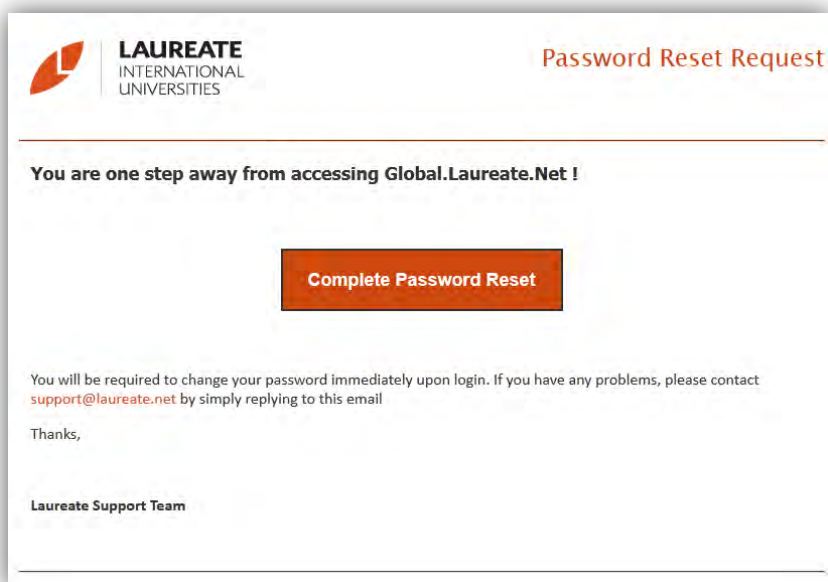 LAUREATE
INTERNATIONAL
UNIVERSITIES
Password Reset Request
You are one step away from accessing Global.Laureate.Net !
Complete Password Reset
You will be required to change your password immediately upon login. If you have any problems, please contact
support@laureate.net by simply replying to this email
Thanks,
Laureate Support Team